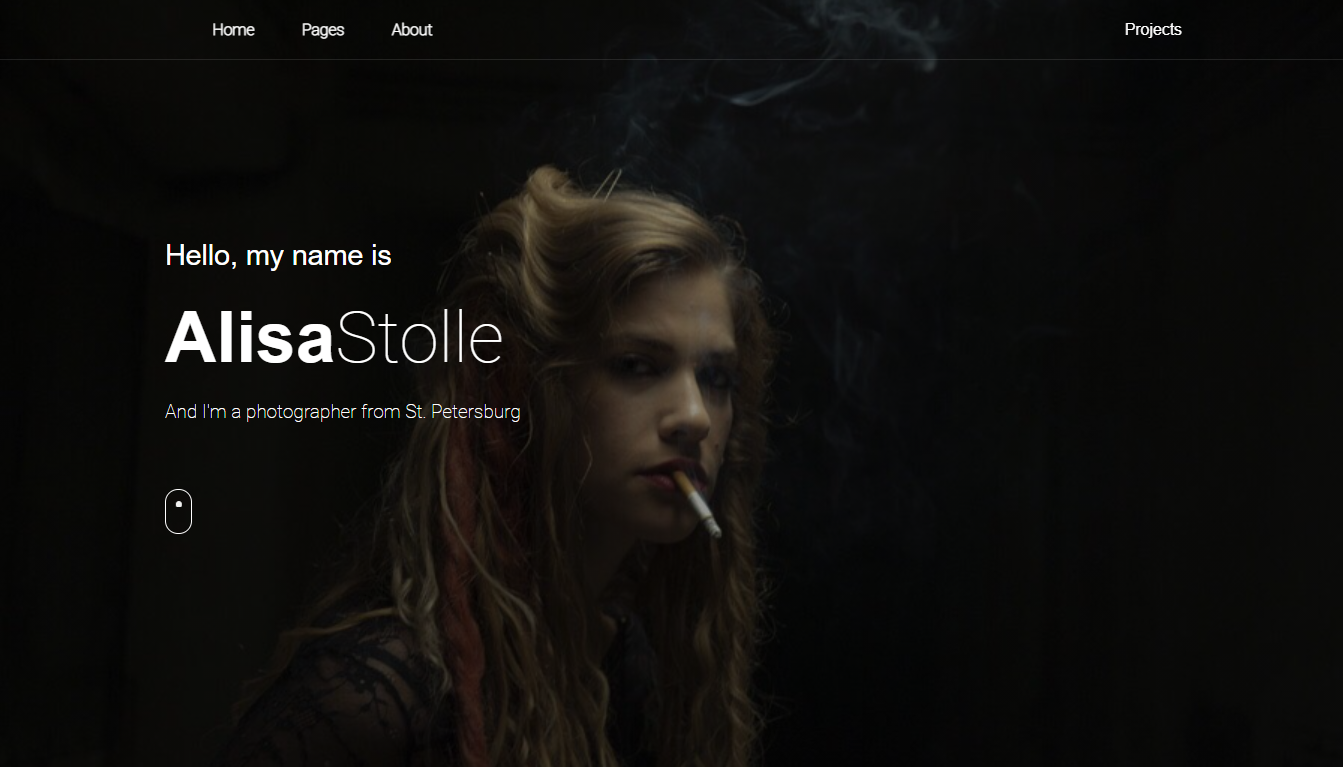 Home Pages About Projects
Hello, my name is
AlisaStolle
And I'm a photographer from St. Petersburg